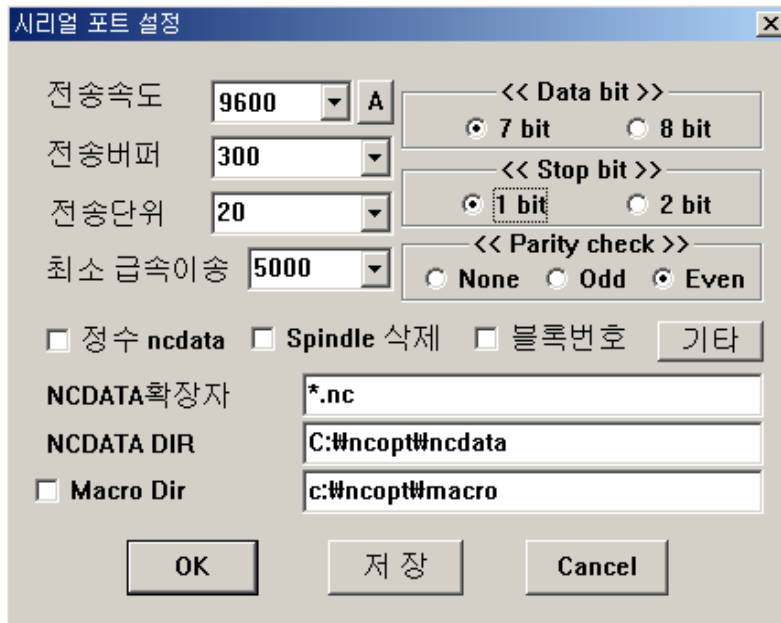 시리얼 포트 설정
전송속도 9600 A
<< Data bit >>
7 bit 8 bit
전송버퍼 300
<< Stop bit >>
1 bit 2 bit
전송단위 20
최소 급속이송 5000
<< Parity check >>
None Odd Even
정수 ncdata Spindle 삭제 블록번호 기타
NCDATA확장자 *.nc
NCDATA DIR C:₩ncopt₩ncdata
Macro Dir c:₩ncopt₩macro
OK 저 장 Cancel